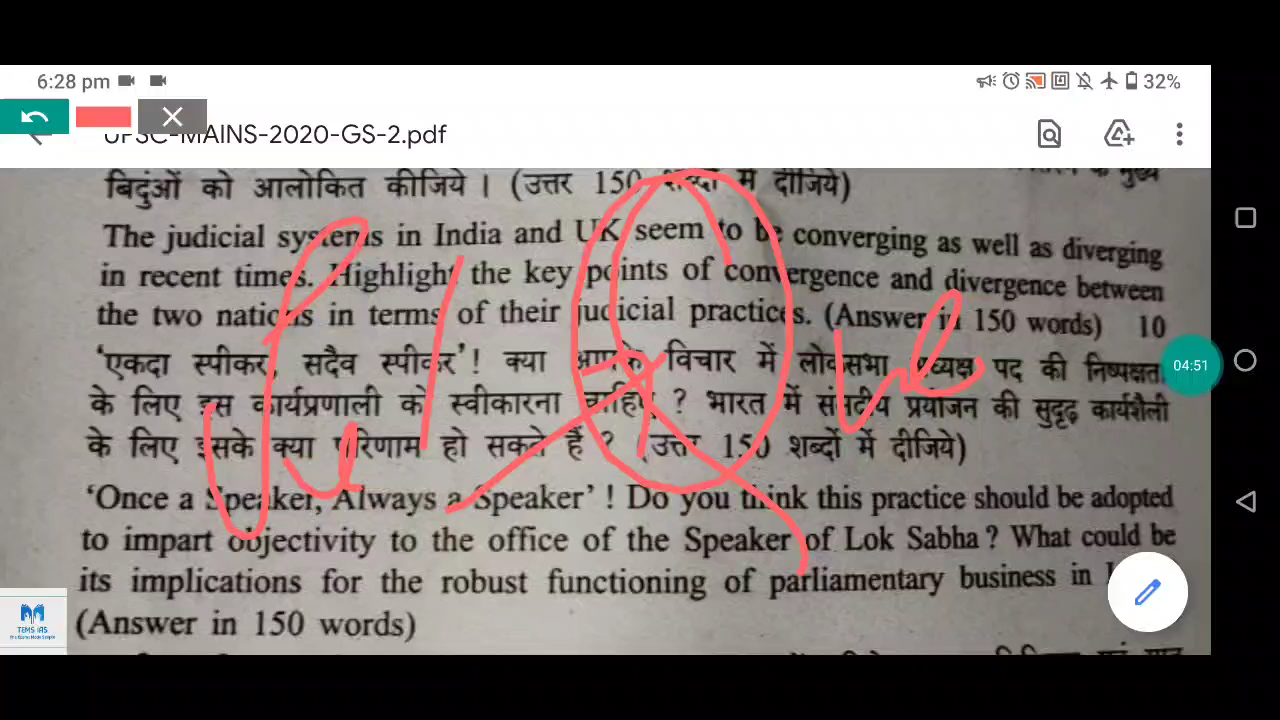 6:28 pm
32%
UPSC-MAINS-2020-GS-2.pdf
बिदुंओं को आलोकित कीजिये । (उत्तर 150 शब्दों में दीजिये)
The judicial systems in India and UK seem to be converging as well as diverging
in recent times. Highlight the key points of convergence and divergence between
the two nations in terms of their judicial practices. (Answer in 150 words) 10
04:51
'एकदा स्पीकर, सदैव स्पीकर' ! क्या आपके विचार में लोकसभा अध्यक्ष पद की निष्पक्षता
के लिए इस कार्यप्रणाली को स्वीकारना चाहिए ? भारत में संसदीय प्रयोजन की सुदृढ़ कार्यशैली
के लिए इसके क्या परिणाम हो सकते हैं ? (उत्तर 150 शब्दों में दीजिये)
'Once a Speaker, Always a Speaker' ! Do you think this practice should be adopted
to impart objectivity to the office of the Speaker of Lok Sabha ? What could be
its implications for the robust functioning of parliamentary business in
(Answer in 150 words)
TEMS IAS